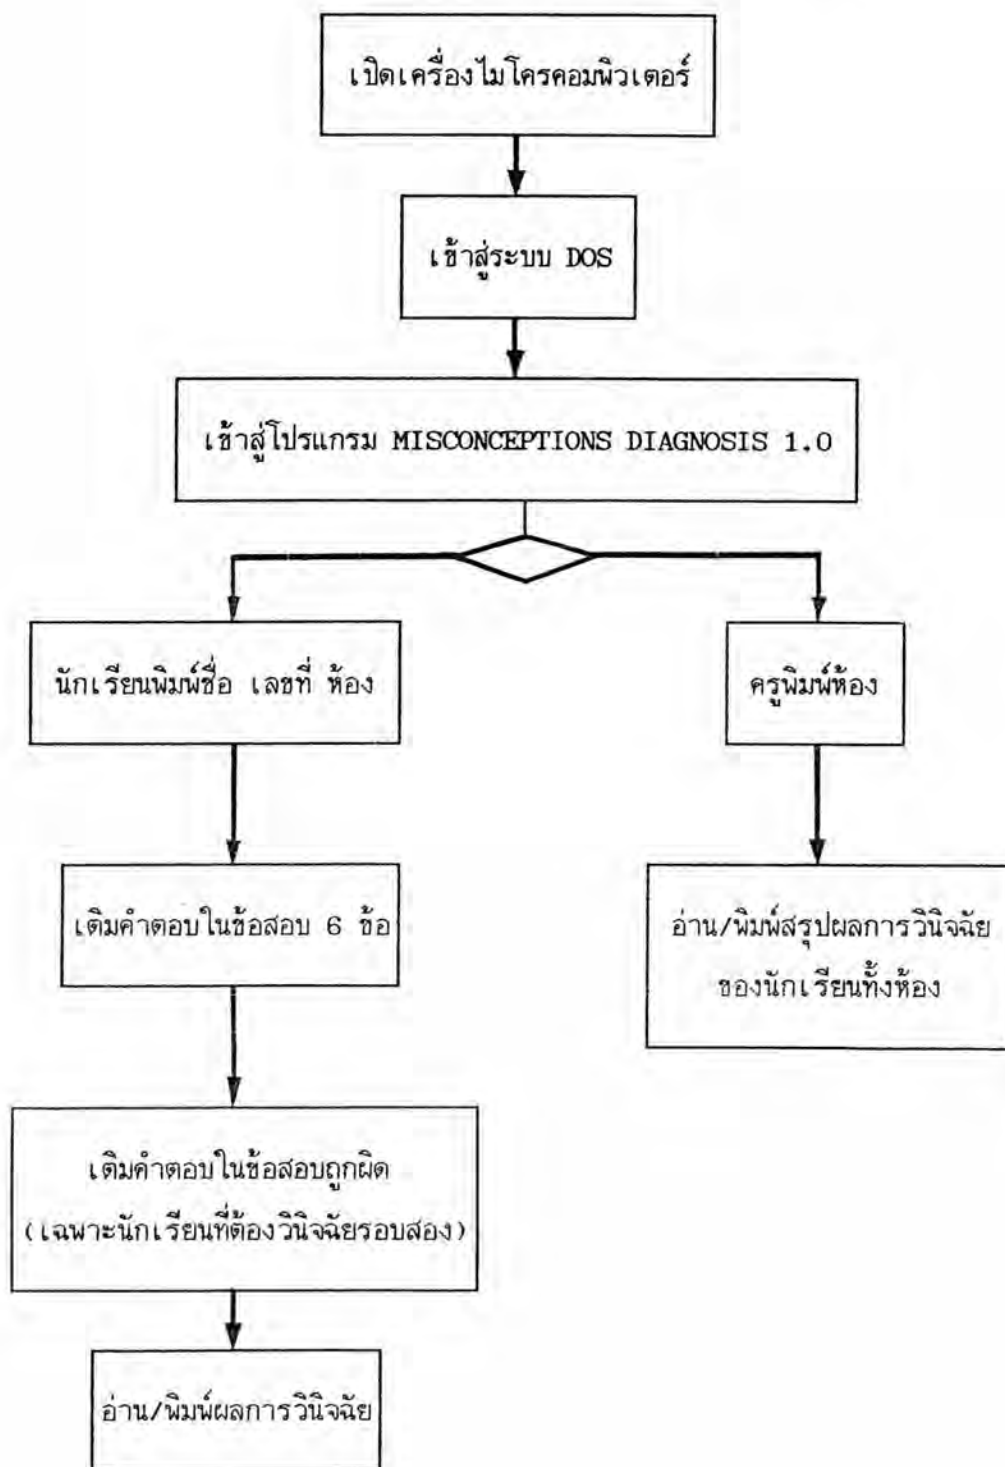 เปิดเครื่องไมโครคอมพิวเตอร์
เข้าสู่ระบบ DOS
เข้าสู่โปรแกรม MISCONCEPTIONS DIAGNOSIS 1.0
นักเรียนพิมพ์ชื่อ เลขที่ ห้อง
ครูพิมพ์ห้อง
เติมคำตอบในข้อสอบ 6 ข้อ
อ่าน/พิมพ์สรุปผลการวินิจฉัย
ของนักเรียนทั้งห้อง
เติมคำตอบในข้อสอบถูกผิด
(เฉพาะนักเรียนที่ต้องวินิจฉัยรอบสอง)
อ่าน/พิมพ์ผลการวินิจฉัย